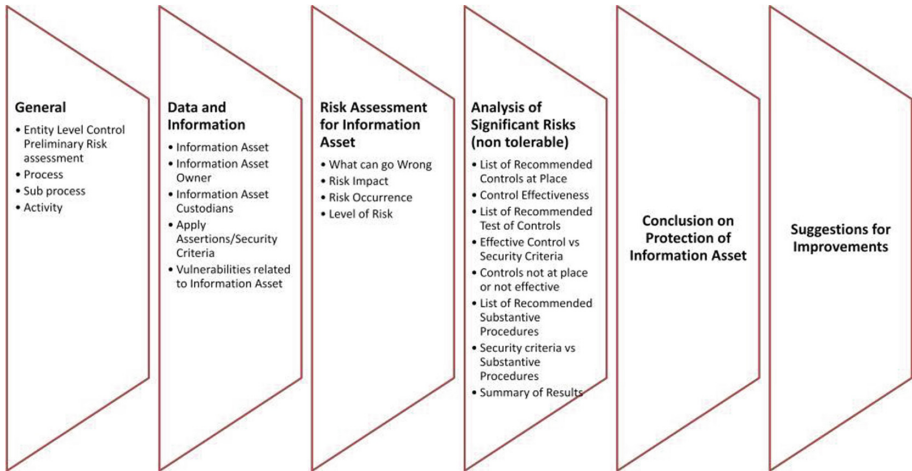 General
• Entity Level Control
Preliminary Risk
assessment
• Process
• Sub process
• Activity
Data and
Information
• Information Asset
• Information Asset
Owner
• Information Asset
Custodians
• Apply
Assertions/Security
Criteria
• Vulnerabilities related
to Information Asset
Risk Assessment
for Information
Asset
• What can go Wrong
• Risk Impact
• Risk Occurrence
• Level of Risk
Analysis of
Significant Risks
(non tolerable)
• List of Recommended
Controls at Place
• Control Effectiveness
• List of Recommended
Test of Controls
• Effective Control vs
Security Criteria
• Controls not at place
or not effective
• List of Recommended
Substantive
Procedures
• Security criteria vs
Substantive
Procedures
• Summary of Results
Conclusion on
Protection of
Information Asset
Suggestions for
Improvements